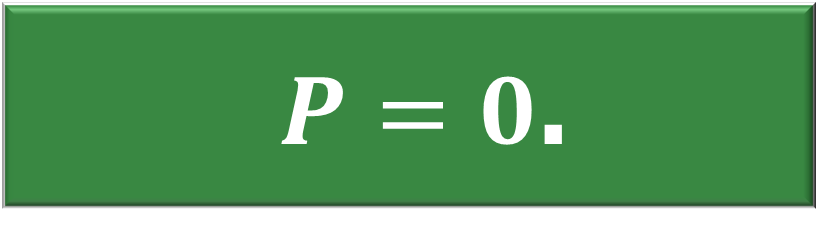 P = 0.